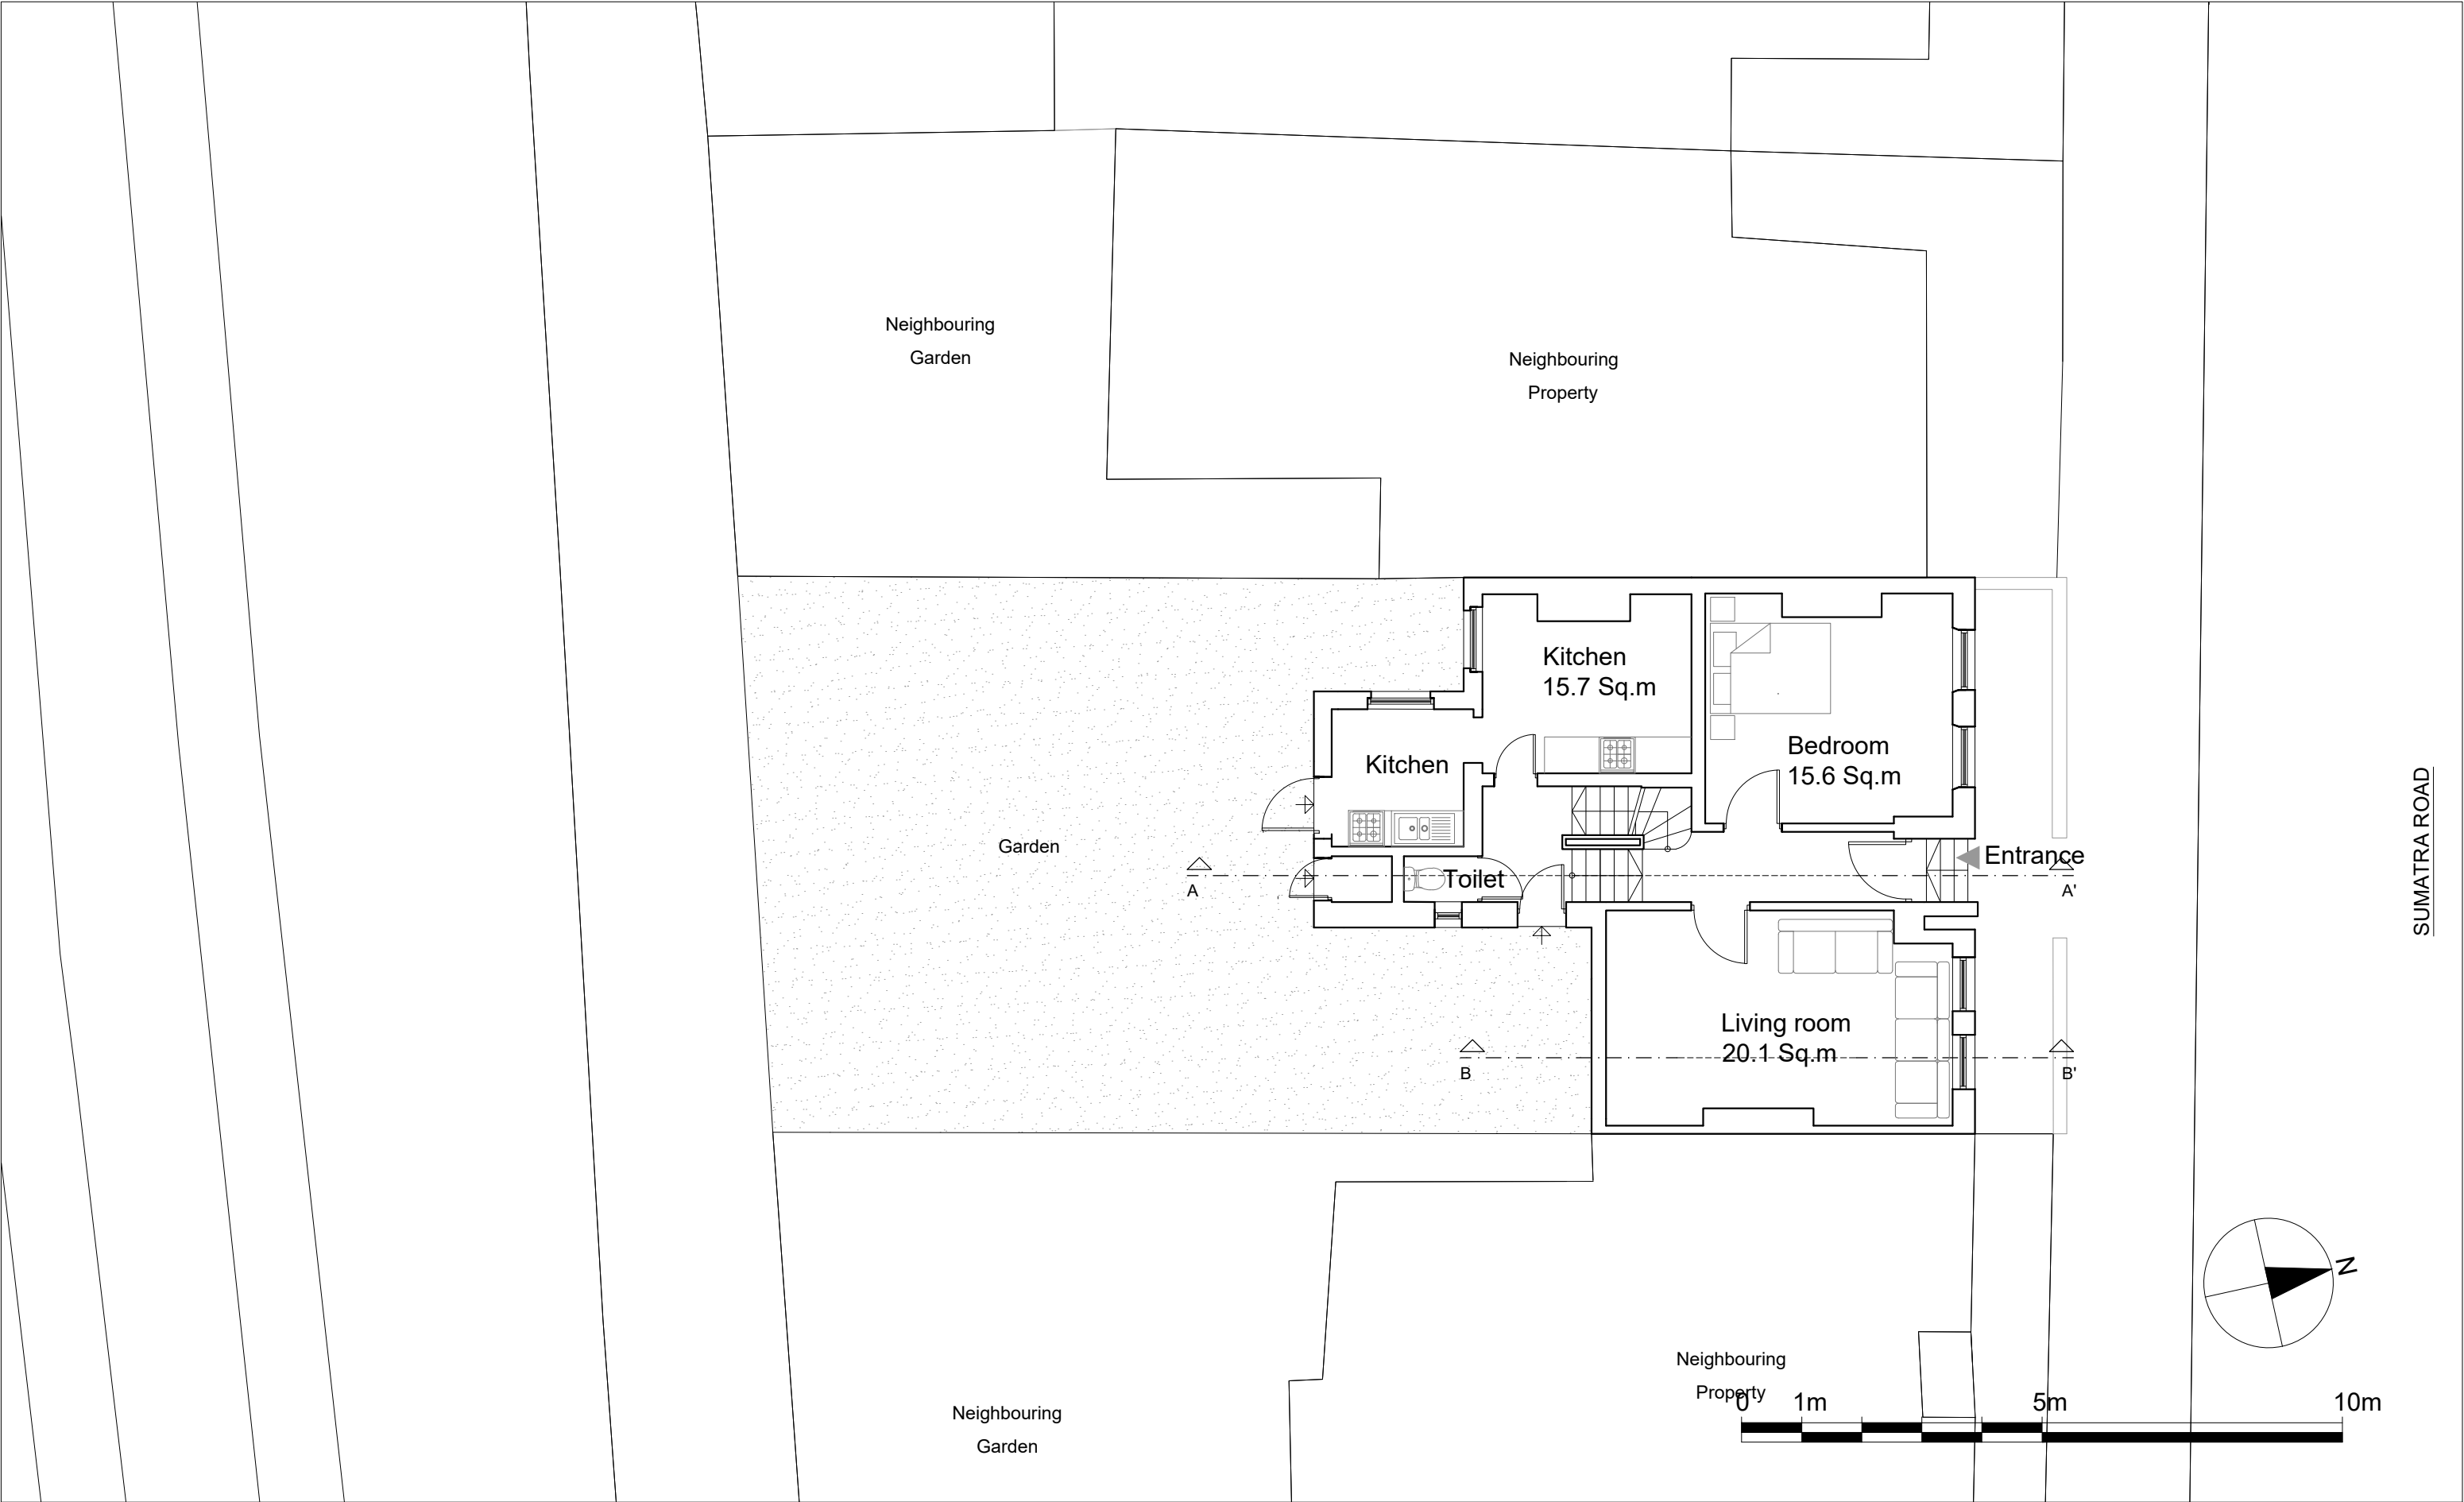 Neighbouring
Garden
Neighbouring
Property
Kitchen
15.7 Sq.m
Bedroom
15.6 Sq.m
Kitchen
Garden
Entrance
Toilet
A
A'
SUMATRA ROAD
Living room
20.1 Sq.m
B
B'
N
Neighbouring
Property
Neighbouring
Garden
0 1m 5m 10m